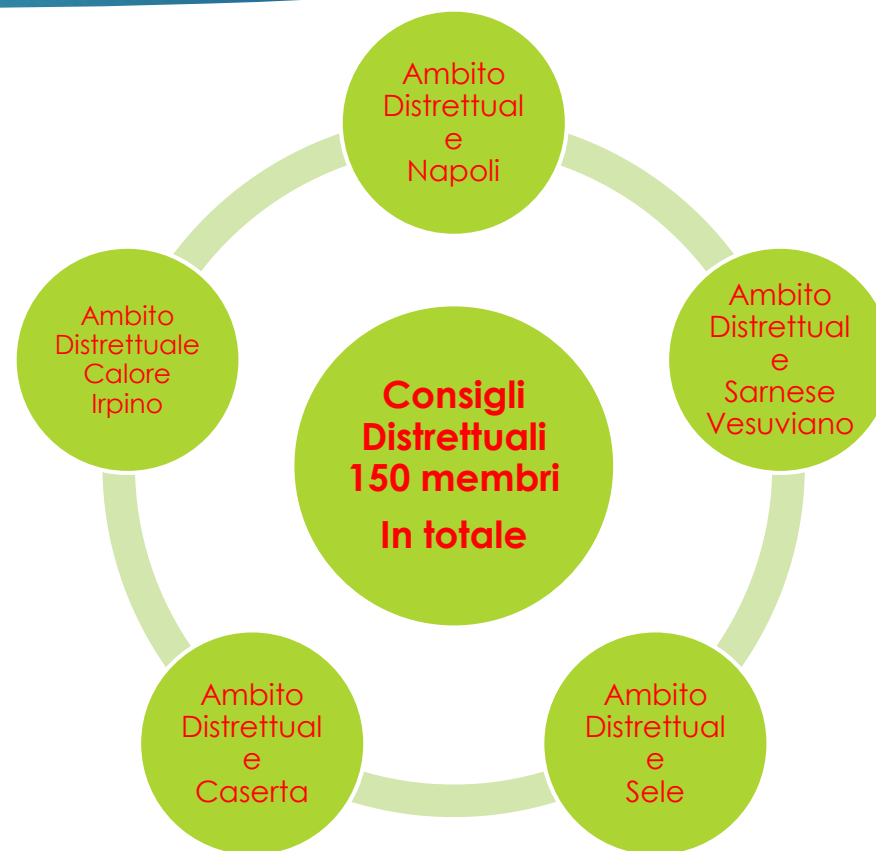 Ambito
Distrettual
e
Napoli
Ambito
Distrettuale
Calore
Irpino
Ambito
Distrettual
e
Sarnese
Vesuviano
Consigli
Distrettuali
150 membri
In totale
Ambito
Distrettual
e
Caserta
Ambito
Distrettual
e
Sele